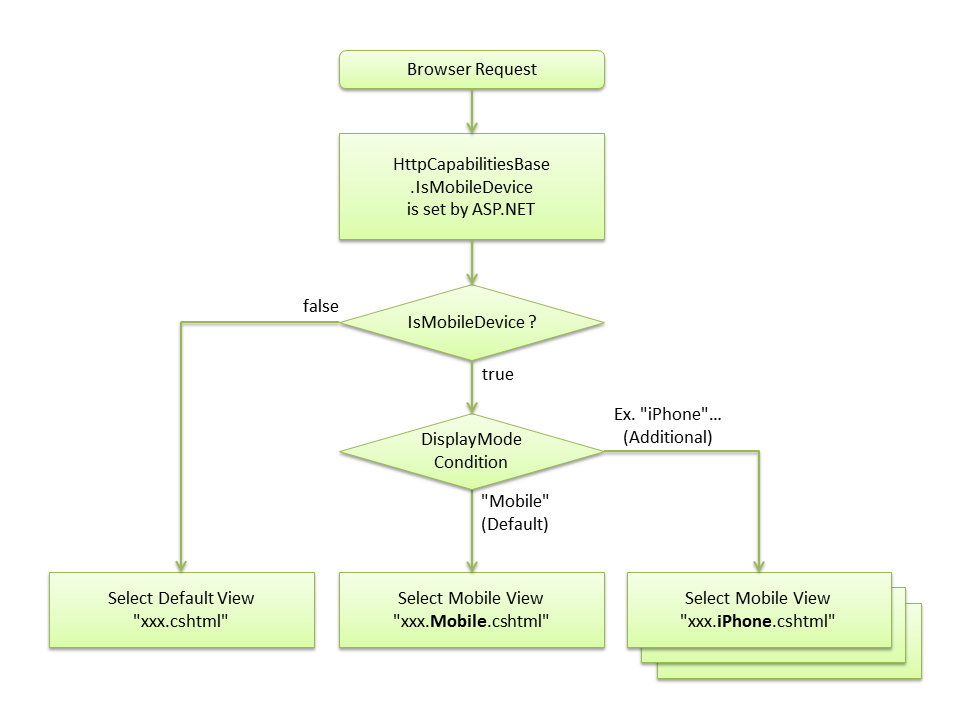 Browser Request
HttpCapabilitiesBase
.IsMobileDevice
is set by ASP.NET
false
IsMobileDevice ?
true
Ex. "iPhone"...
(Additional)
DisplayMode
Condition
"Mobile"
(Default)
Select Default View
"xxx.cshtml"
Select Mobile View
"xxx.Mobile.cshtml"
Select Mobile View
"xxx.iPhone.cshtml"